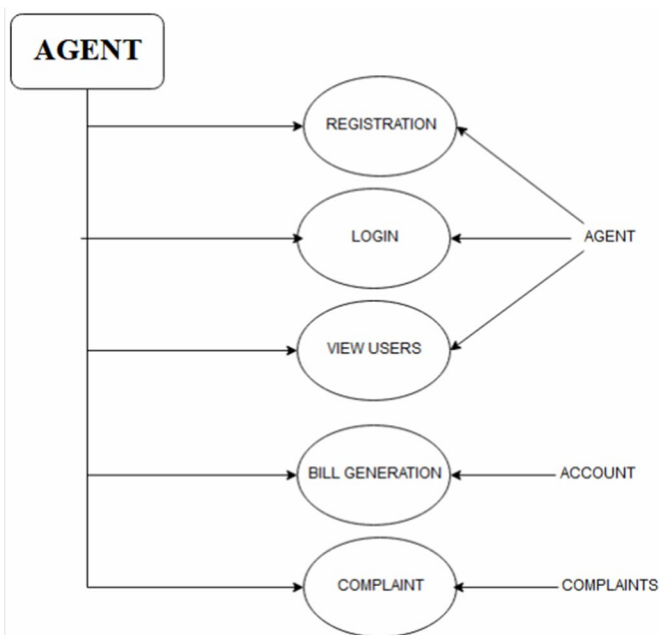 AGENT
REGISTRATION
LOGIN
AGENT
VIEW USERS
BILL GENERATION
ACCOUNT
COMPLAINT
COMPLAINTS